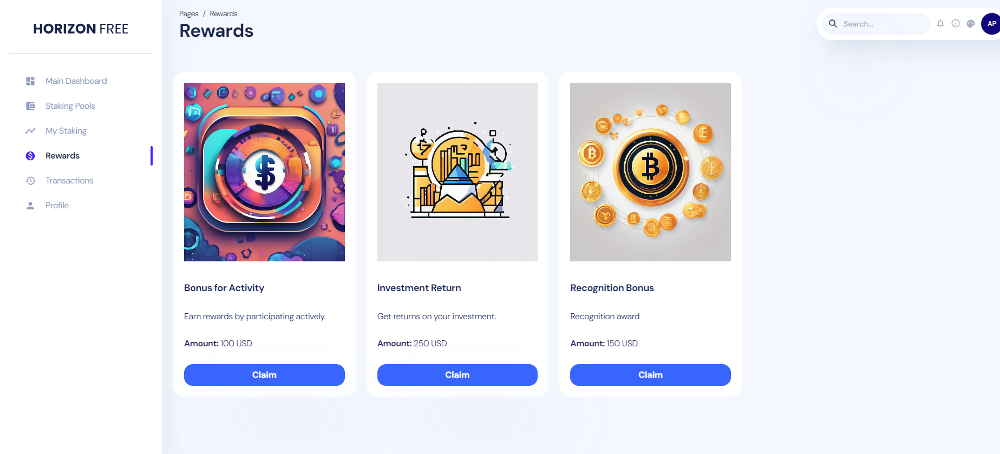 HORIZON FREE
Main Dashboard
Staking Pools
My Staking
Rewards
Transactions
Profile
Pages / Rewards
Rewards
Search...
AP
Bonus for Activity
Earn rewards by participating actively.
Amount: 100 USD
Claim
Investment Return
Get returns on your investment.
Amount: 250 USD
Claim
Recognition Bonus
Recognition award
Amount: 150 USD
Claim